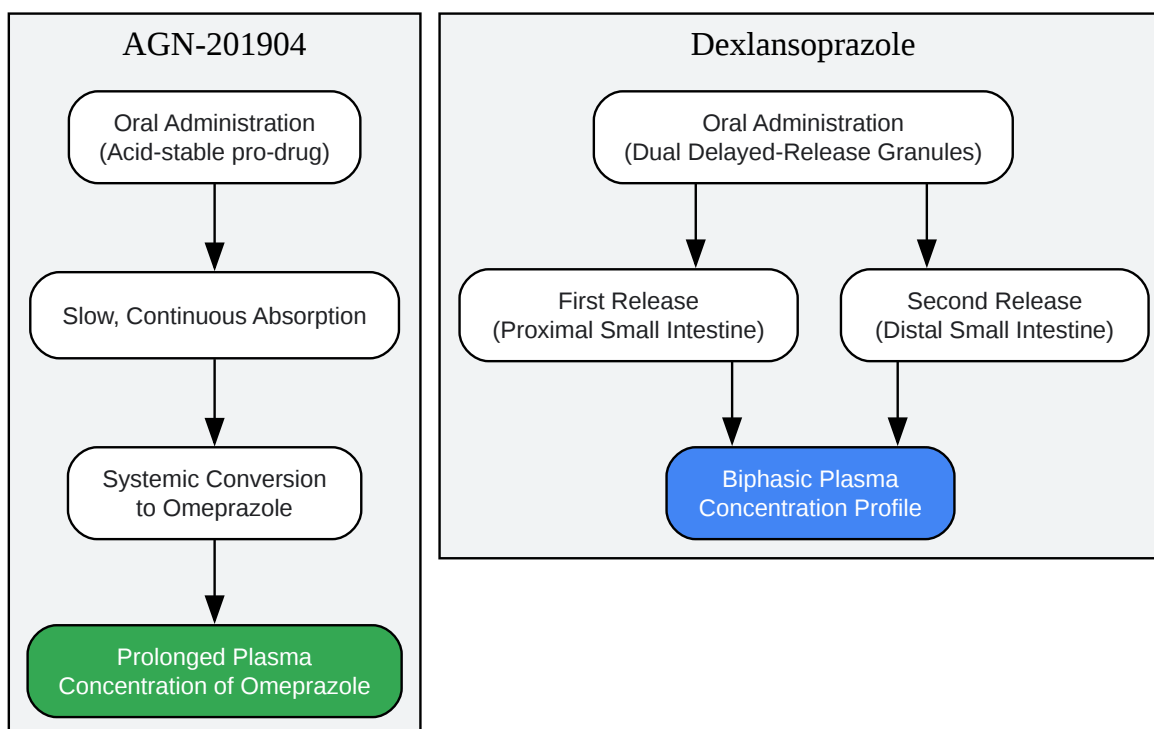 AGN-201904
Oral Administration
(Acid-stable pro-drug)
Slow, Continuous Absorption
Systemic Conversion
to Omeprazole
Prolonged Plasma
Concentration of Omeprazole
Dexlansoprazole
Oral Administration
(Dual Delayed-Release Granules)
First Release
(Proximal Small Intestine)
Second Release
(Distal Small Intestine)
Biphasic Plasma
Concentration Profile